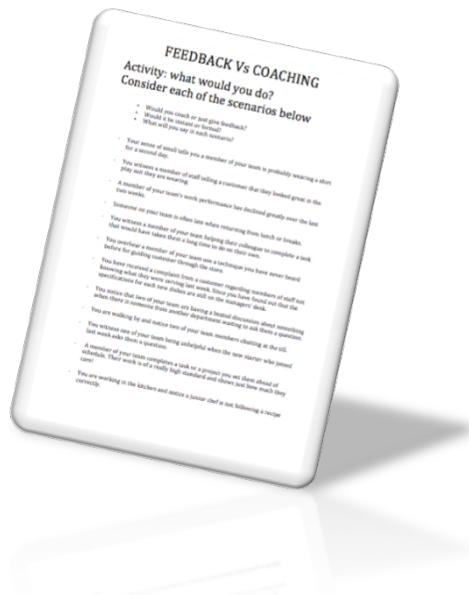 FEEDBACK Vs COACHING
Activity: what would you do?
Consider each of the scenarios below
• Would you coach or just give feedback?
• Would it be instant or formal?
• What will you say in each scenario?
- Your sense of smell tells you a member of your team is probably wearing a shirt
for a second day.
- You witness a member of staff telling a customer that they looked great in the
play suit they are wearing.
- A member of your team's work performance has declined greatly over the last
two weeks.
- Someone on your team is often late when returning from lunch or breaks.
- You witness a member of your team helping their colleague to complete a task
that would have taken them a long time to do on their own.
- You overhear a member of your team use a technique you have never heard
before for guiding customer through the store.
- You have received a complaint from a customer regarding members of staff not
knowing what they were serving last week. Since you have found out that the
specifications for each new dishes are still on the managers' desk.
- You notice that two of your team are having a heated discussion about something
when there is someone from another department waiting to ask them a question.
- You are walking by and notice two of your team members chatting at the till.
- You witness one of your team being unhelpful when the new starter who joined
last week asks them a question.
- A member of your team completes a task or a project you set them ahead of
schedule. Their work is of a really high standard and shows just how much they
care!
- You are working in the kitchen and notice a junior chef is not following a recipe
correctly.